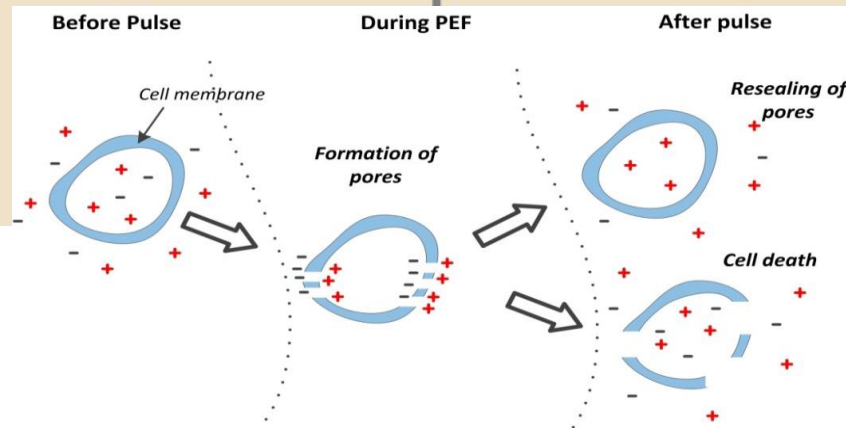 Before Pulse
During PEF
After pulse
Cell membrane
Formation of
pores
Resealing of
pores
Cell death